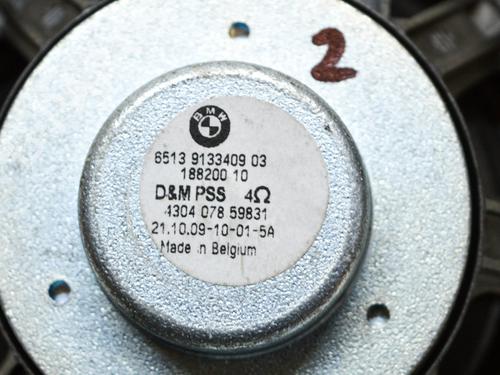 2
BMW
6513 9133409 03
188200 10
D&M PSS 4Ω
4304 078 59831
21.10.09-10-01-5A
Made in Belgium